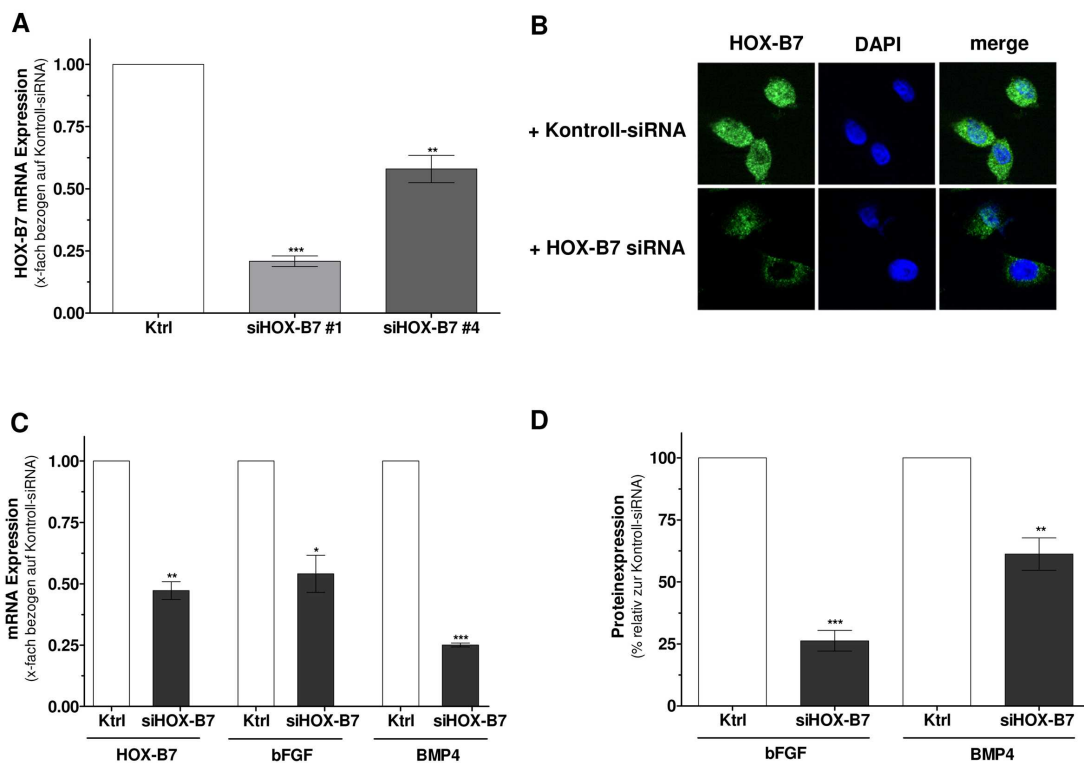 A
HOX-B7 mRNA Expression
(x-fach bezogen auf Kontroll-siRNA)
1.00
0.75
0.50
0.25
0.00
***
**
Ktrl siHOX-B7 #1 siHOX-B7 #4
B
HOX-B7 DAPI merge
+ Kontroll-siRNA
+ HOX-B7 siRNA
C
mRNA Expression
(x-fach bezogen auf Kontroll-siRNA)
1.00
0.75
0.50
0.25
0.00
**
*
***
Ktrl siHOX-B7 Ktrl siHOX-B7 Ktrl siHOX-B7
HOX-B7 bFGF BMP4
D
Proteinexpression
(% relativ zur Kontroll-siRNA)
100
75
50
25
0
***
**
Ktrl siHOX-B7 Ktrl siHOX-B7
bFGF BMP4